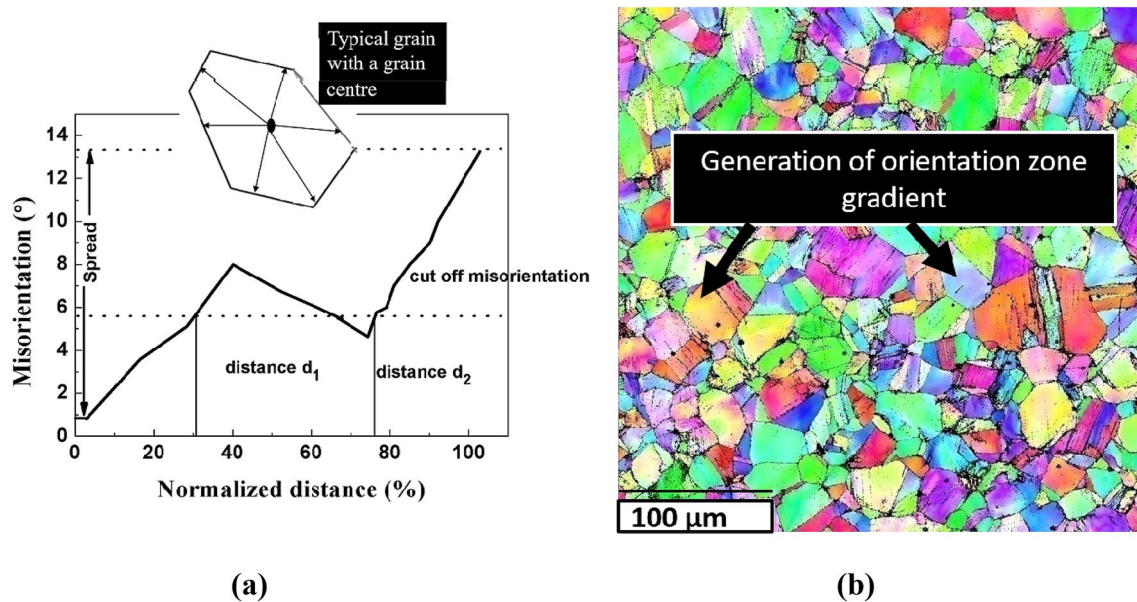 Typical grain
with a grain
centre
14
12
10
8
6
4
2
0
Misorientation (°)
Spread
cut off misorientation
distance d₁
distance d₂
0 20 40 60 80 100
Normalized distance (%)
(a)
Generation of orientation zone
gradient
100 µm
(b)